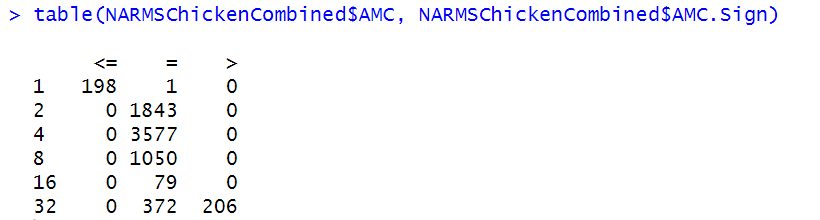 > table(NARMSChickenCombined$AMC, NARMSChickenCombined$AMC.Sign)
<= = >
1 198 1 0
2 0 1843 0
4 0 3577 0
8 0 1050 0
16 0 79 0
32 0 372 206